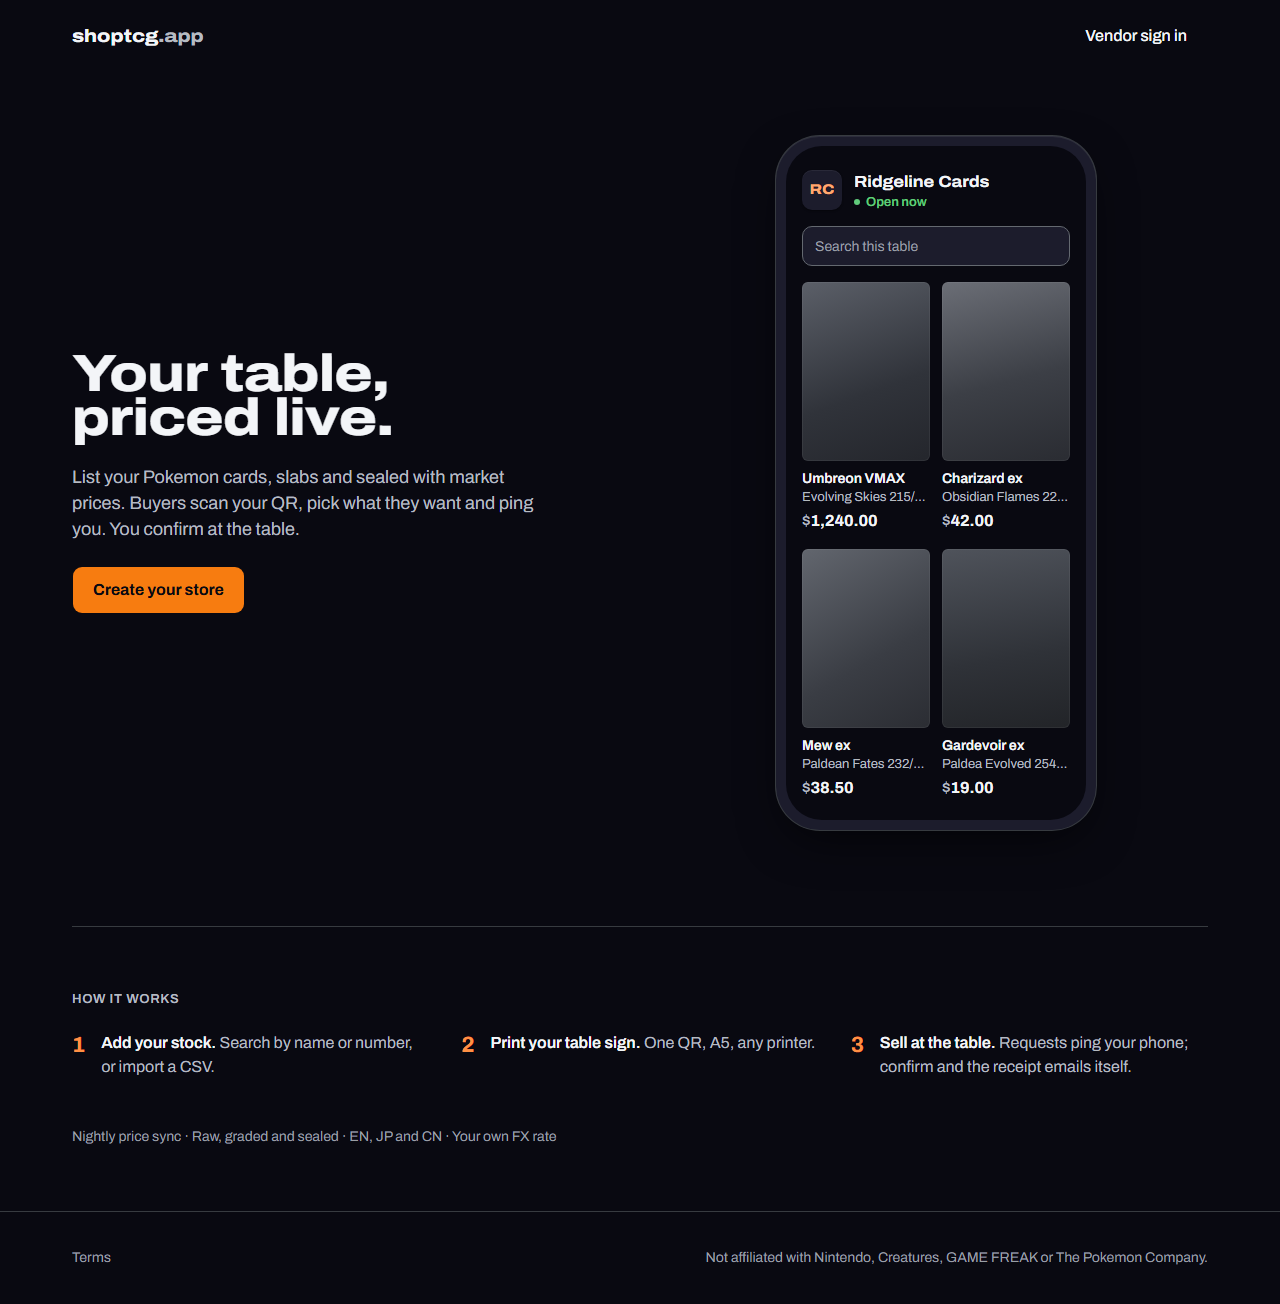 shoptcg.app
Vendor sign in
Your table,
priced live.
List your Pokemon cards, slabs and sealed with market
prices. Buyers scan your QR, pick what they want and ping
you. You confirm at the table.
Create your store
RC
Ridgeline Cards
Open now
Search this table
Umbreon VMAX
Evolving Skies 215/...
$1,240.00
Charizard ex
Obsidian Flames 22...
$42.00
Mew ex
Paldean Fates 232/...
$38.50
Gardevoir ex
Paldea Evolved 254...
$19.00
HOW IT WORKS
1 Add your stock. Search by name or number,
or import a CSV.
2 Print your table sign. One QR, A5, any printer.
3 Sell at the table. Requests ping your phone;
confirm and the receipt emails itself.
Nightly price sync · Raw, graded and sealed · EN, JP and CN · Your own FX rate
Terms
Not affiliated with Nintendo, Creatures, GAME FREAK or The Pokemon Company.